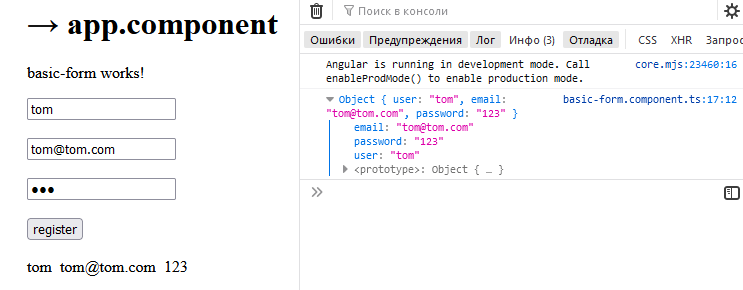 → app.component
basic-form works!
tom
tom@tom.com
●●●
register
tom tom@tom.com 123
Поиск в консоли
Ошибки Предупреждения Лог Инфо (3) Отладка CSS XHR Запрос
Angular is running in development mode. Call core.mjs:23460:16
enableProdMode() to enable production mode.
Object { user: "tom", email: basic-form.component.ts:17:12
"tom@tom.com", password: "123" }
email: "tom@tom.com"
password: "123"
user: "tom"
<prototype>: Object { … }